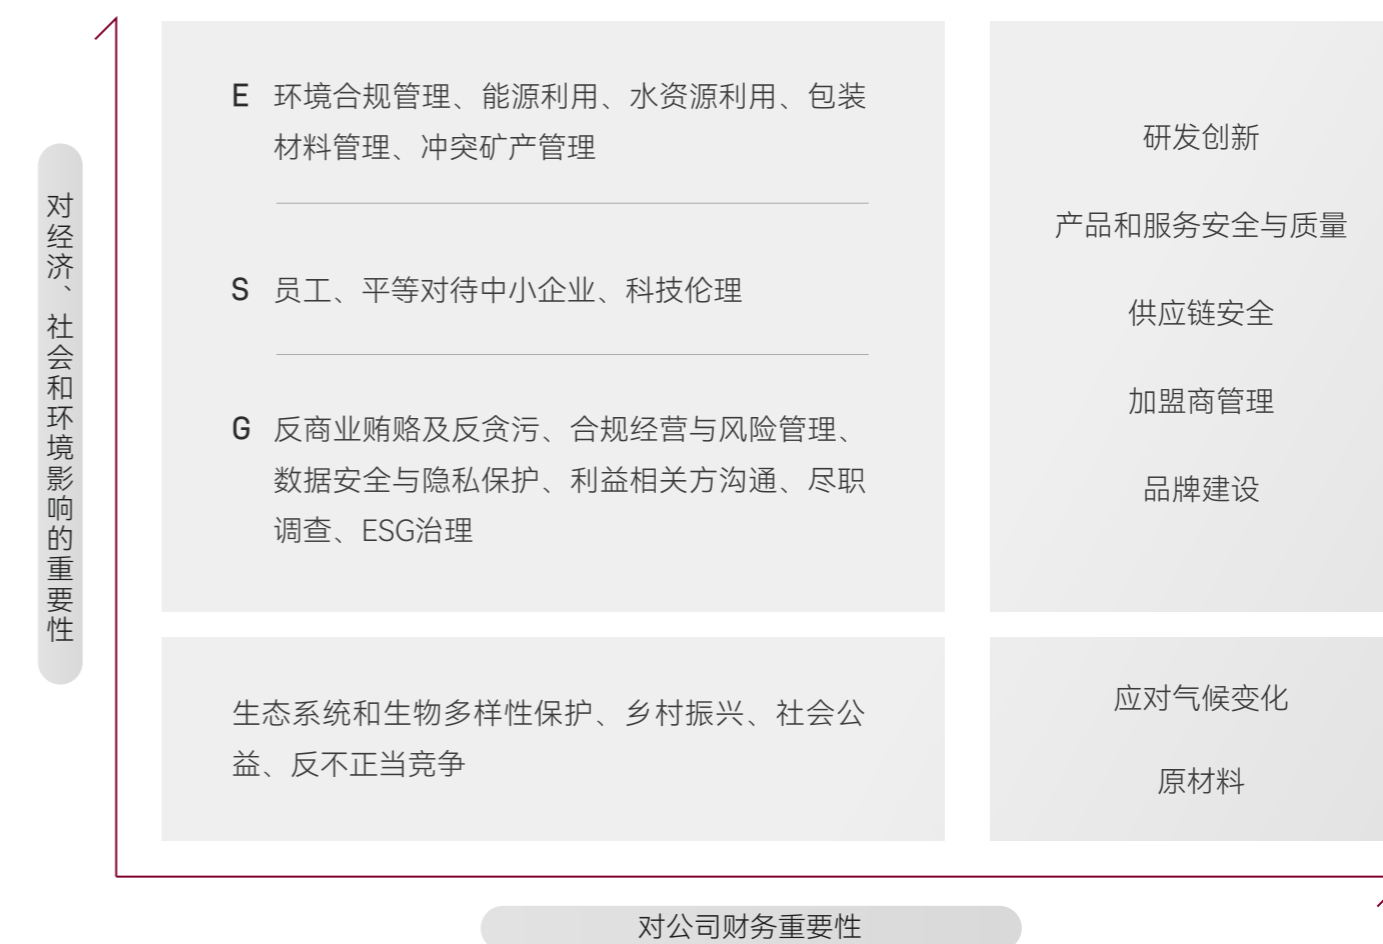 对经济、社会和环境影响的重要性
E 环境合规管理、能源利用、水资源利用、包装
材料管理、冲突矿产管理
S 员工、平等对待中小企业、科技伦理
G 反商业贿赂及反贪污、合规经营与风险管理、
数据安全与隐私保护、利益相关方沟通、尽职
调查、ESG治理
研发创新
产品和服务安全与质量
供应链安全
加盟商管理
品牌建设
生态系统和生物多样性保护、乡村振兴、社会公
益、反不正当竞争
应对气候变化
原材料
对公司财务重要性